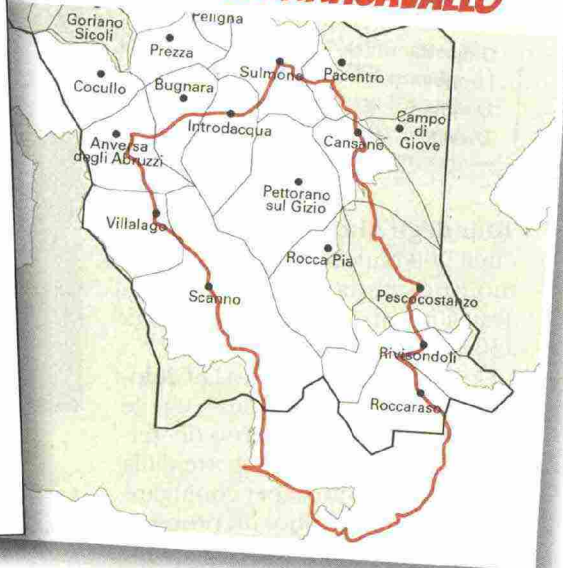 Goriano
Sicoli
Peligna
Prezza
Sulmona
Pacentro
Cocullo
Bugnara
Introdacqua
Campo
di
Giove
Cansano
Anversa
degli Abruzzi
Pettorano
sul Gizio
Villalago
Rocca Pia
Scanno
Pescocostanzo
Rivisondoli
Roccaraso